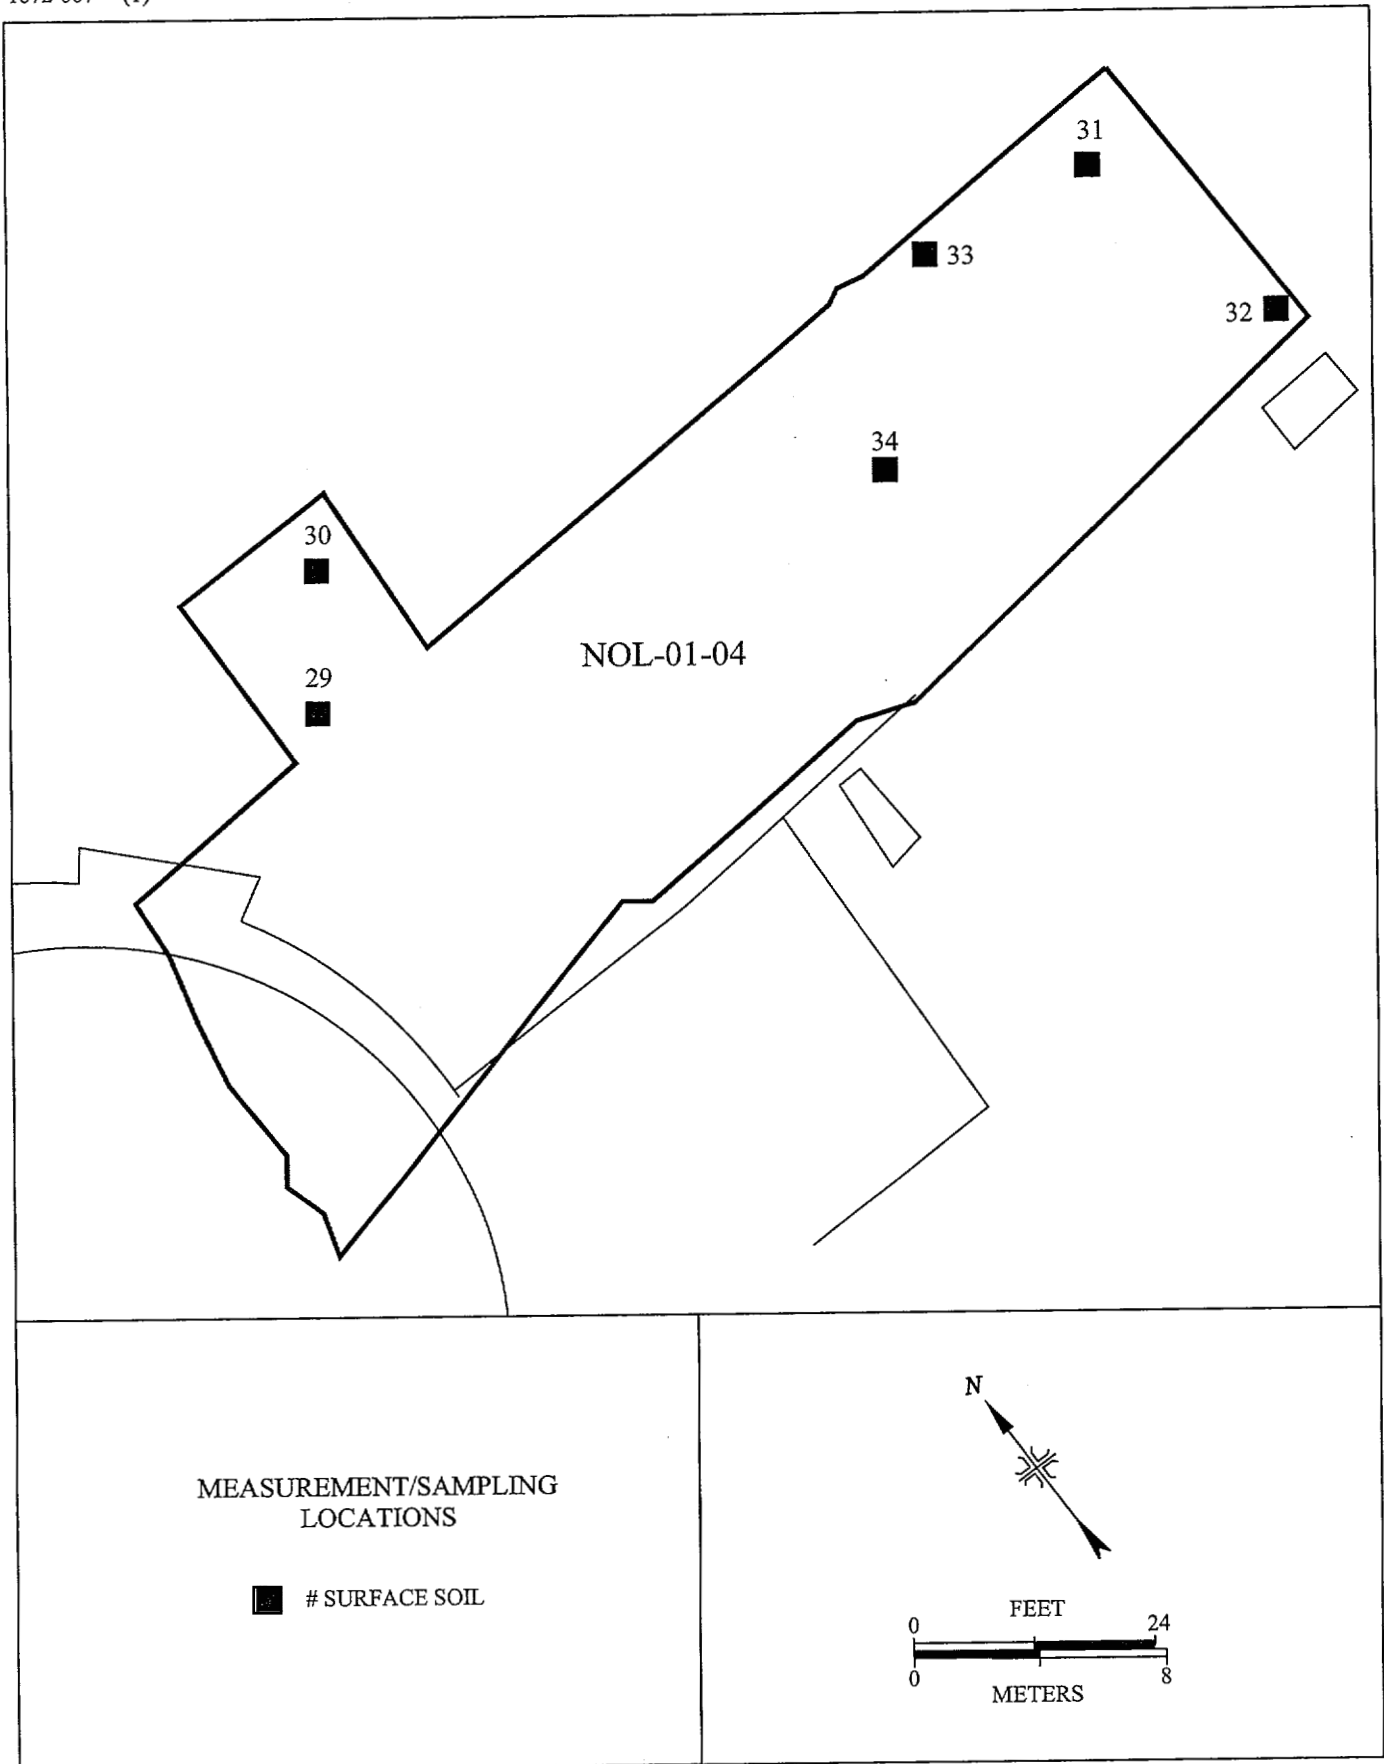 31
33
32
34
30
NOL-01-04
29
N
MEASUREMENT/SAMPLING
LOCATIONS
# SURFACE SOIL
FEET
0 24
0 8
METERS